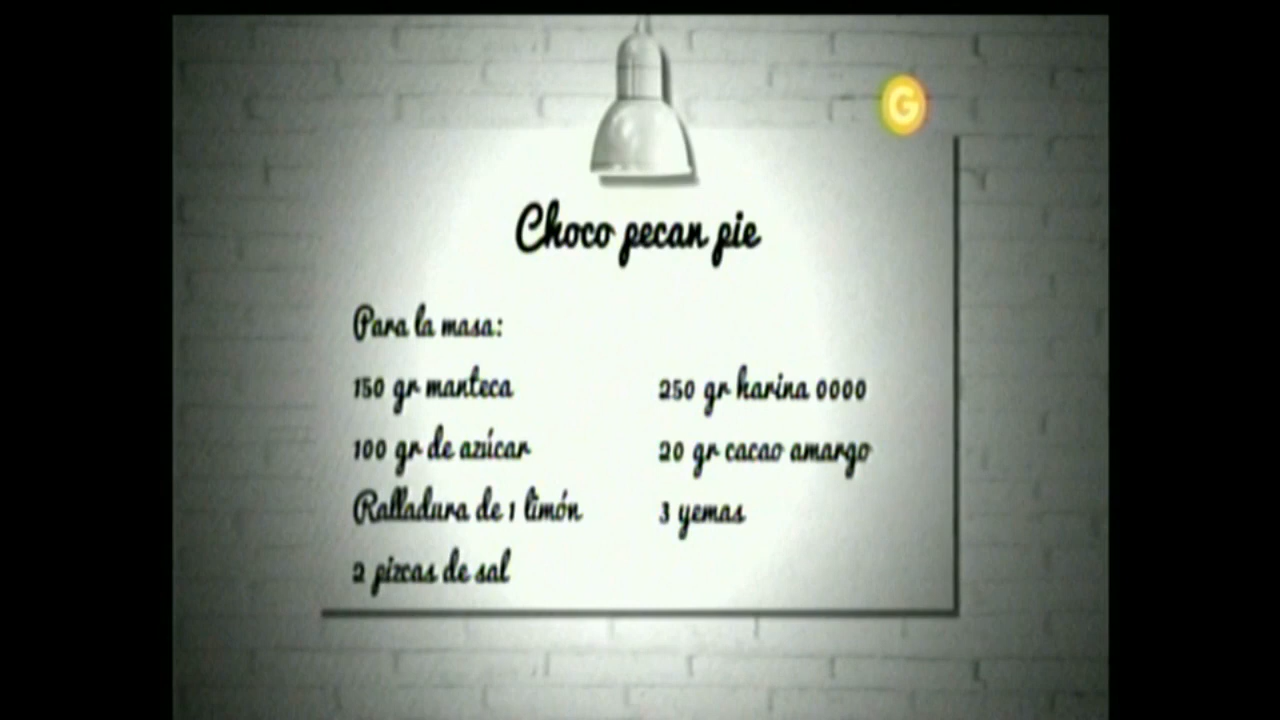 G
Choco pecan pie
Para la masa:
150 gr manteca
100 gr de azúcar
Ralladura de 1 limón
2 pizcas de sal
250 gr harina 0000
20 gr cacao amargo
3 yemas